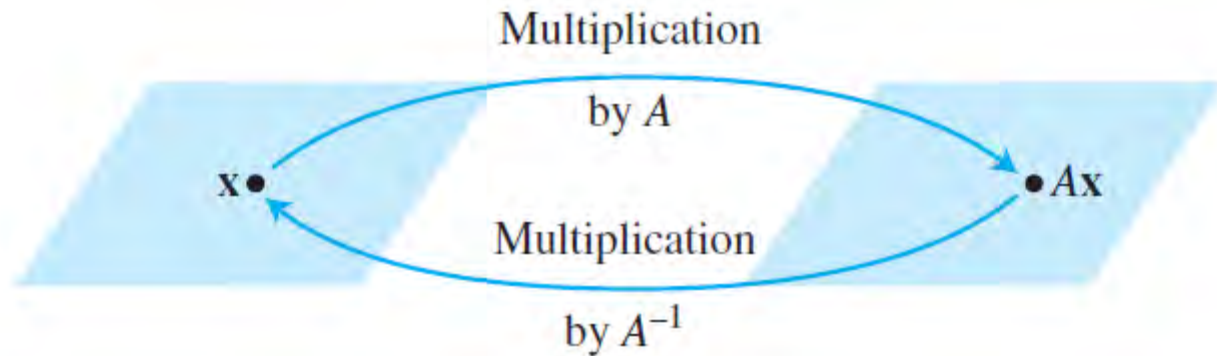 Multiplication
by A
x
Ax
Multiplication
by A⁻¹